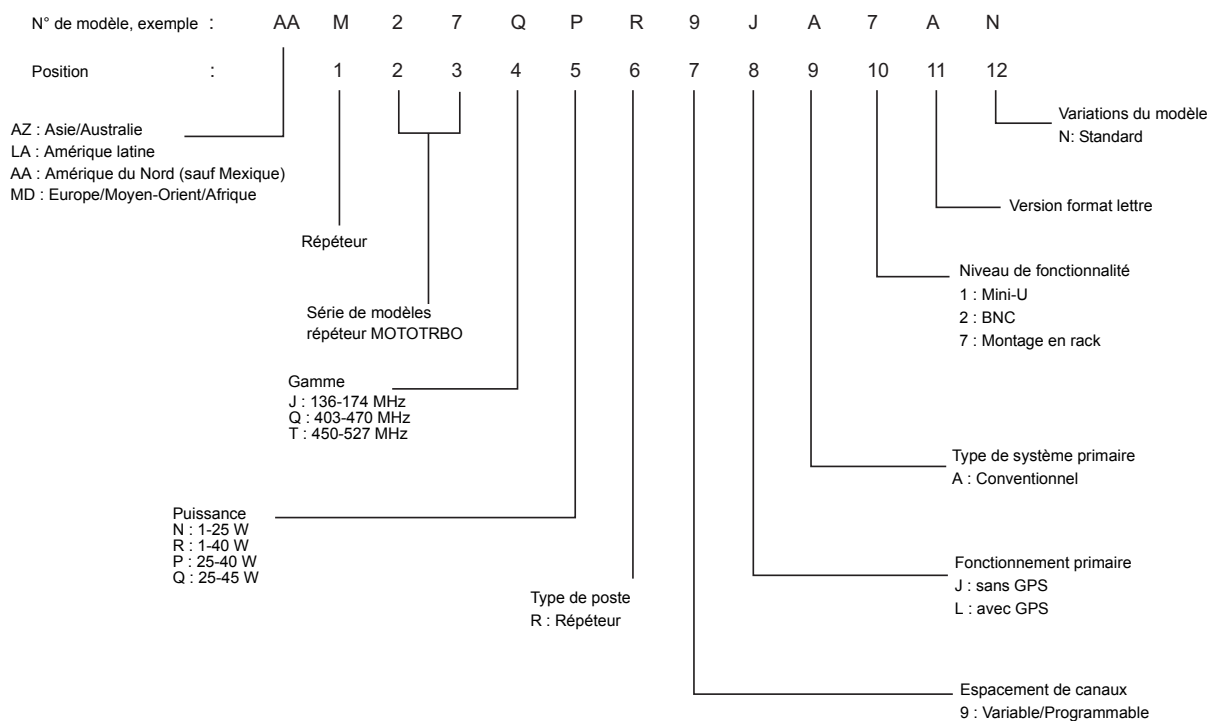 N° de modèle, exemple : AA M 2 7 Q P R 9 J A 7 A N
Position : 1 2 3 4 5 6 7 8 9 10 11 12
AZ : Asie/Australie
LA : Amérique latine
AA : Amérique du Nord (sauf Mexique)
MD : Europe/Moyen-Orient/Afrique
Variations du modèle
N: Standard
Version format lettre
Répéteur
Niveau de fonctionnalité
1 : Mini-U
2 : BNC
7 : Montage en rack
Série de modèles
répéteur MOTOTRBO
Gamme
J : 136-174 MHz
Q : 403-470 MHz
T : 450-527 MHz
Type de système primaire
A : Conventionnel
Puissance
N : 1-25 W
R : 1-40 W
P : 25-40 W
Q : 25-45 W
Fonctionnement primaire
J : sans GPS
L : avec GPS
Type de poste
R : Répéteur
Espacement de canaux
9 : Variable/Programmable